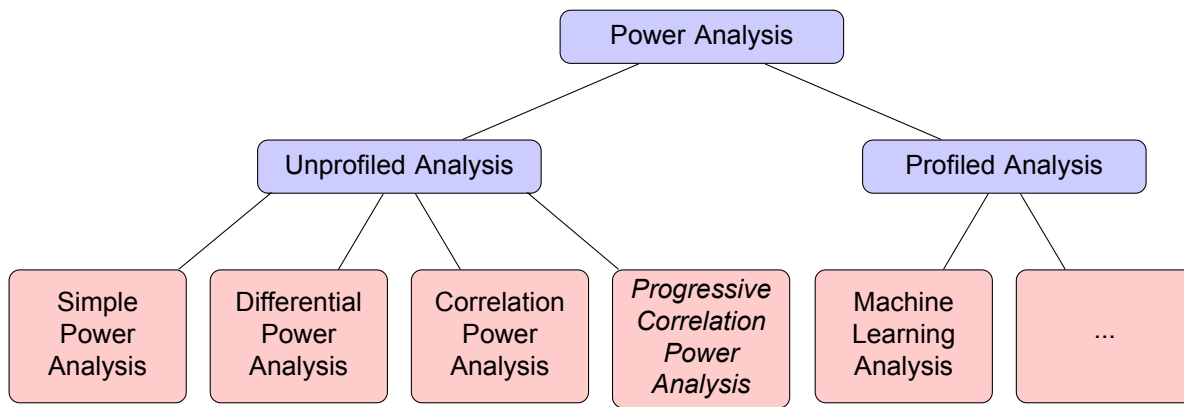 Power Analysis
Unprofiled Analysis
Profiled Analysis
Simple
Power
Analysis
Differential
Power
Analysis
Correlation
Power
Analysis
Progressive
Correlation
Power
Analysis
Machine
Learning
Analysis
...